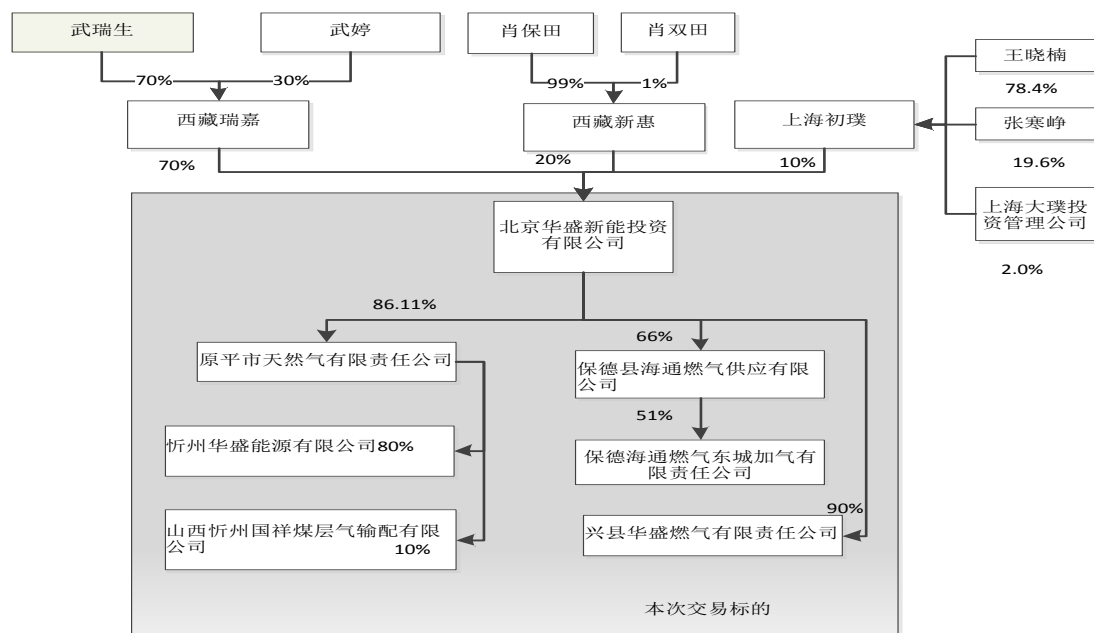 武瑞生
武婷
肖保田
肖双田
王晓楠
70%
30%
99%
1%
78.4%
西藏瑞嘉
西藏新惠
上海初璞
张寒峥
70%
20%
10%
19.6%
上海大璞投
资管理公司
2.0%
北京华盛新能投资
有限公司
86.11%
66%
原平市天然气有限责任公司
保德县海通燃气供应有限
公司
51%
忻州华盛能源有限公司80%
保德海通燃气东城加气有
限责任公司
90%
山西忻州国祥煤层气输配有限
公司
10%
兴县华盛燃气有限责任公司
本次交易标的